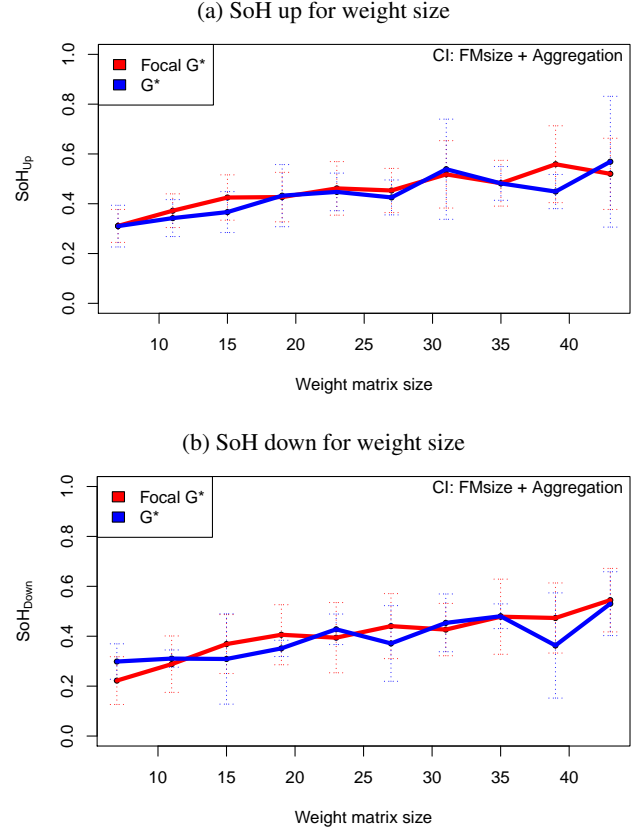 (a) SoH up for weight size
CI: FMsize + Aggregation
Focal G*
G*
SoH_Up
1.0
0.8
0.6
0.4
0.2
0.0
10 15 20 25 30 35 40
Weight matrix size
(b) SoH down for weight size
CI: FMsize + Aggregation
Focal G*
G*
SoH_Down
1.0
0.8
0.6
0.4
0.2
0.0
10 15 20 25 30 35 40
Weight matrix size